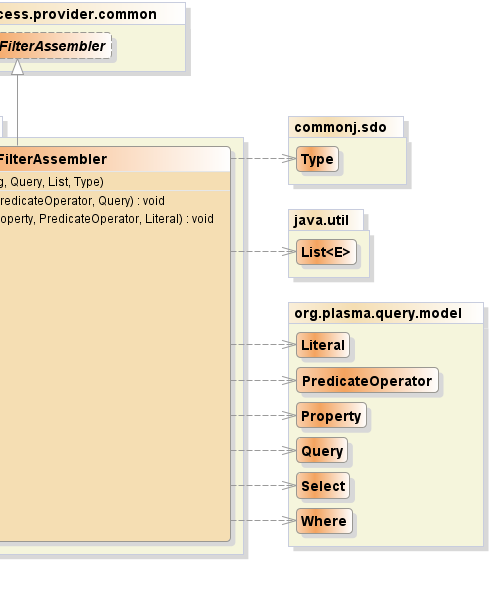 cess.provider.common
FilterAssembler
commonj.sdo
Type
FilterAssembler
g, Query, List, Type)
redicateOperator, Query) : void
operty, PredicateOperator, Literal) : void
java.util
List<E>
org.plasma.query.model
Literal
PredicateOperator
Property
Query
Select
Where